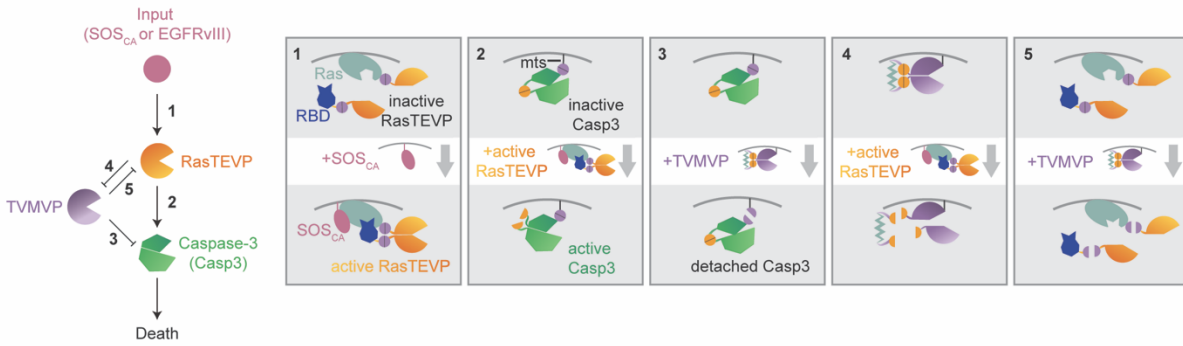 Input
(SOSCA or EGFRvIII)
1
RasTEVP
4
5
TVMVP
2
3
Caspase-3
(Casp3)
Death
1
Ras
inactive
RasTEVP
RBD
+SOSCA
SOSCA
active RasTEVP
2
mts
inactive
Casp3
+active
RasTEVP
active
Casp3
3
+TVMVP
detached Casp3
4
+active
RasTEVP
5
+TVMVP